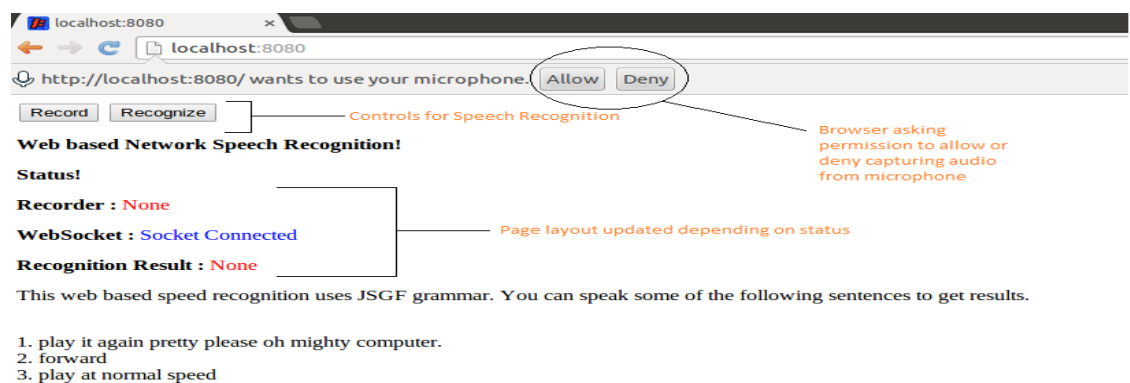 localhost:8080 ×
localhost:8080
http://localhost:8080/ wants to use your microphone. Allow Deny
Record Recognize
Controls for Speech Recognition
Browser asking
permission to allow or
deny capturing audio
from microphone
Web based Network Speech Recognition!
Status!
Recorder : None
WebSocket : Socket Connected
Page layout updated depending on status
Recognition Result : None
This web based speed recognition uses JSGF grammar. You can speak some of the following sentences to get results.
1. play it again pretty please oh mighty computer.
2. forward
3. play at normal speed